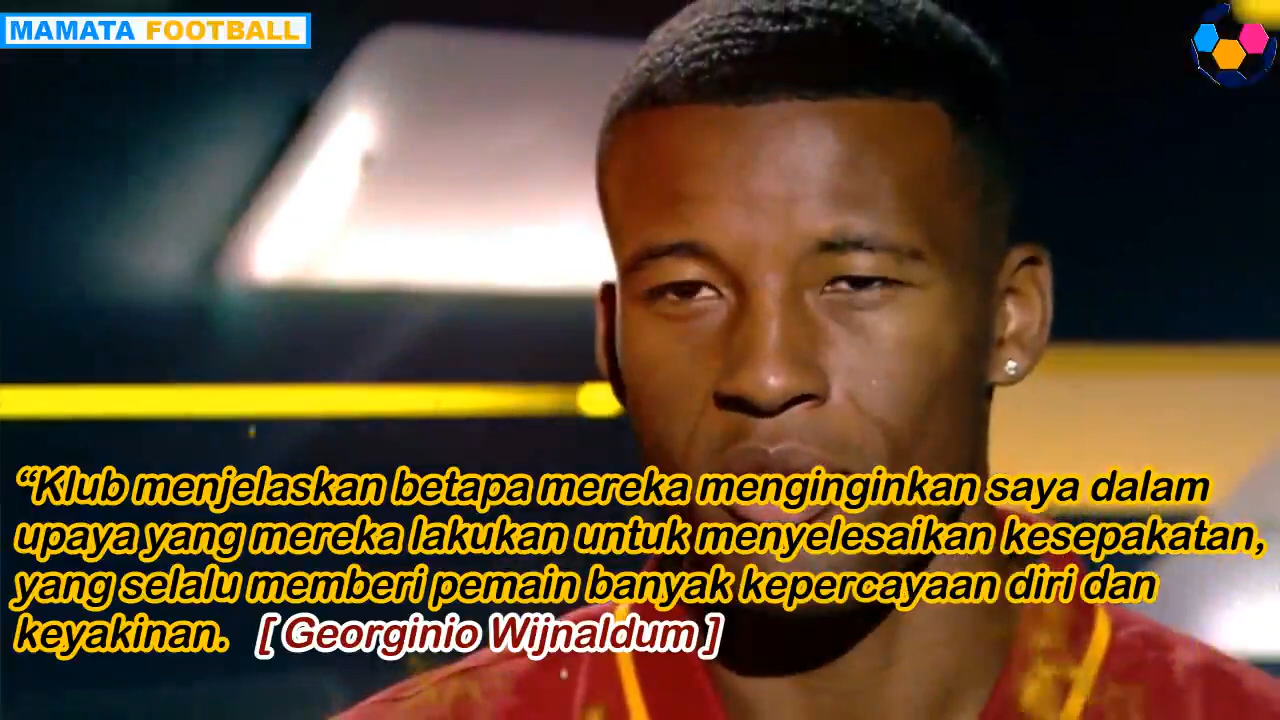 MAMATA FOOTBALL
“Klub menjelaskan betapa mereka menginginkan saya dalam
upaya yang mereka lakukan untuk menyelesaikan kesepakatan,
yang selalu memberi pemain banyak kepercayaan diri dan
keyakinan. [ Georginio Wijnaldum ]